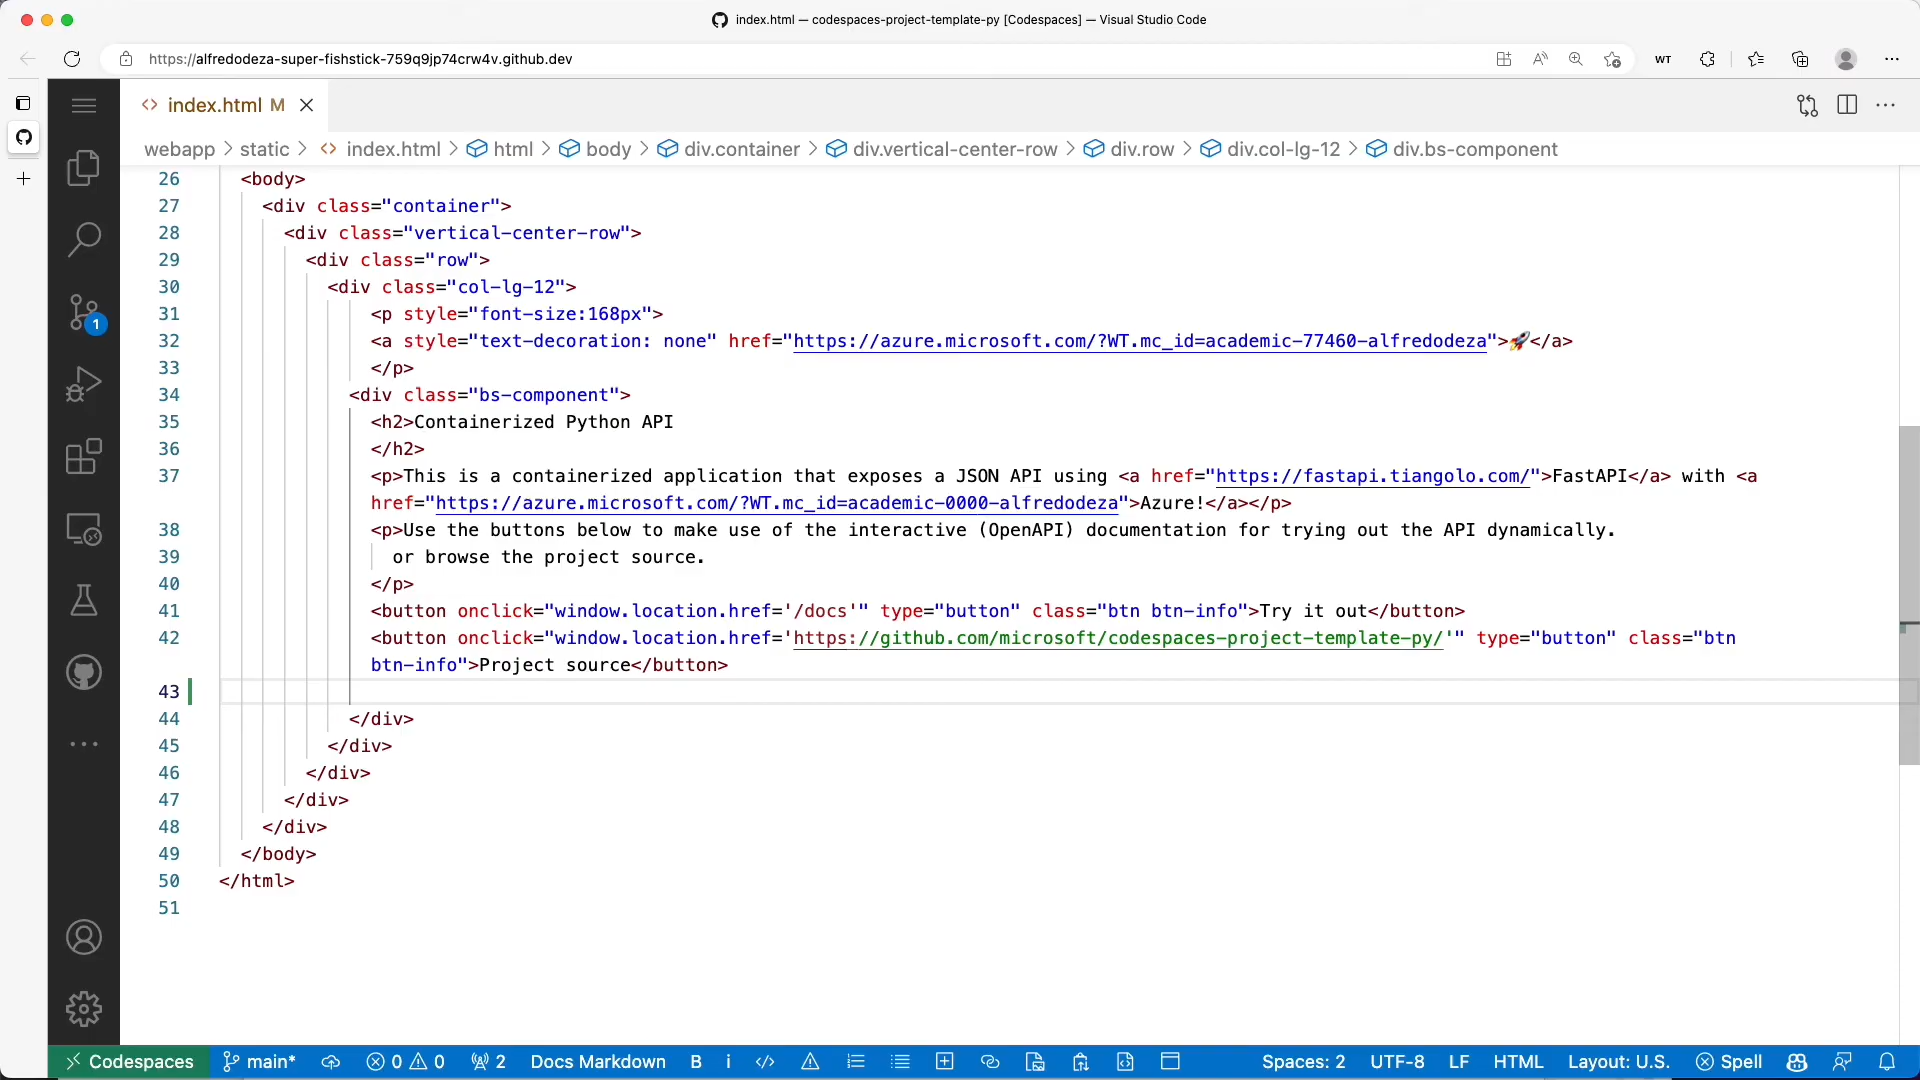 index.html — codespaces-project-template-py [Codespaces] — Visual Studio Code
https://alfredodeza-super-fishstick-759q9jp74crw4v.github.dev
WT
index.html M
webapp > static > <> index.html > html > body > div.container > div.vertical-center-row > div.row > div.col-lg-12 > div.bs-component
26 <body>
27 <div class="container">
28 <div class="vertical-center-row">
29 <div class="row">
30 <div class="col-lg-12">
31 <p style="font-size:168px">
32 <a style="text-decoration: none" href="https://azure.microsoft.com/?WT.mc_id=academic-77460-alfredodeza">🚀</a>
33 </p>
34 <div class="bs-component">
35 <h2>Containerized Python API
36 </h2>
37 <p>This is a containerized application that exposes a JSON API using <a href="https://fastapi.tiangolo.com/">FastAPI</a> with <a
href="https://azure.microsoft.com/?WT.mc_id=academic-0000-alfredodeza">Azure!</a></p>
38 <p>Use the buttons below to make use of the interactive (OpenAPI) documentation for trying out the API dynamically.
39 or browse the project source.
40 </p>
41 <button onclick="window.location.href='/docs'" type="button" class="btn btn-info">Try it out</button>
42 <button onclick="window.location.href='https://github.com/microsoft/codespaces-project-template-py/'" type="button" class="btn
btn-info">Project source</button>
43
44 </div>
45 </div>
46 </div>
47 </div>
48 </div>
49 </body>
50 </html>
51
1
Codespaces main* 0 0 2 Docs Markdown B i </> Spaces: 2 UTF-8 LF HTML Layout: U.S. Spell